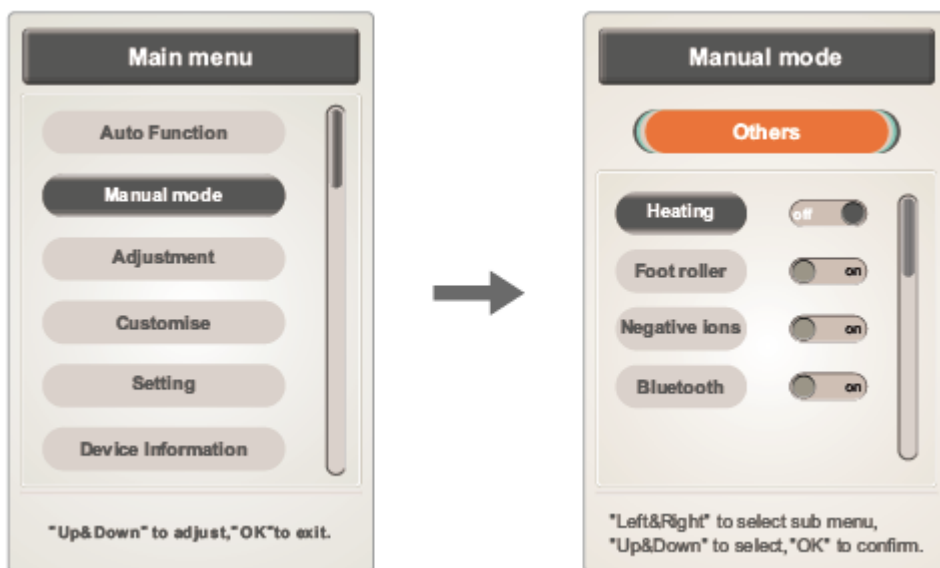 Main menu
Auto Function
Manual mode
Adjustment
Customise
Setting
Device Information
"Up&Down" to adjust,"OK"to exit.
Manual mode
Others
Heating off
Foot roller on
Negative ions on
Bluetooth on
"Left&Right" to select sub menu,
"Up&Down" to select,"OK" to confirm.